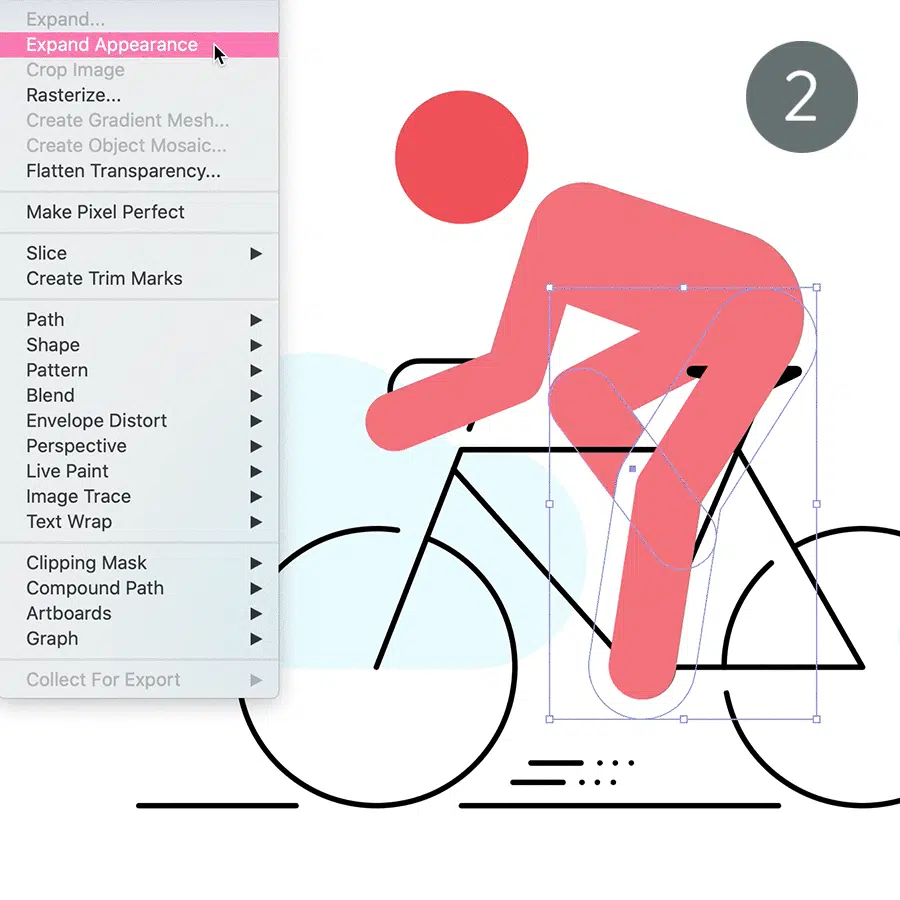 Expand...
Expand Appearance
Crop Image
Rasterize...
Create Gradient Mesh...
Create Object Mosaic...
Flatten Transparency...
Make Pixel Perfect
Slice
Create Trim Marks
Path
Shape
Pattern
Blend
Envelope Distort
Perspective
Live Paint
Image Trace
Text Wrap
Clipping Mask
Compound Path
Artboards
Graph
Collect For Export
2